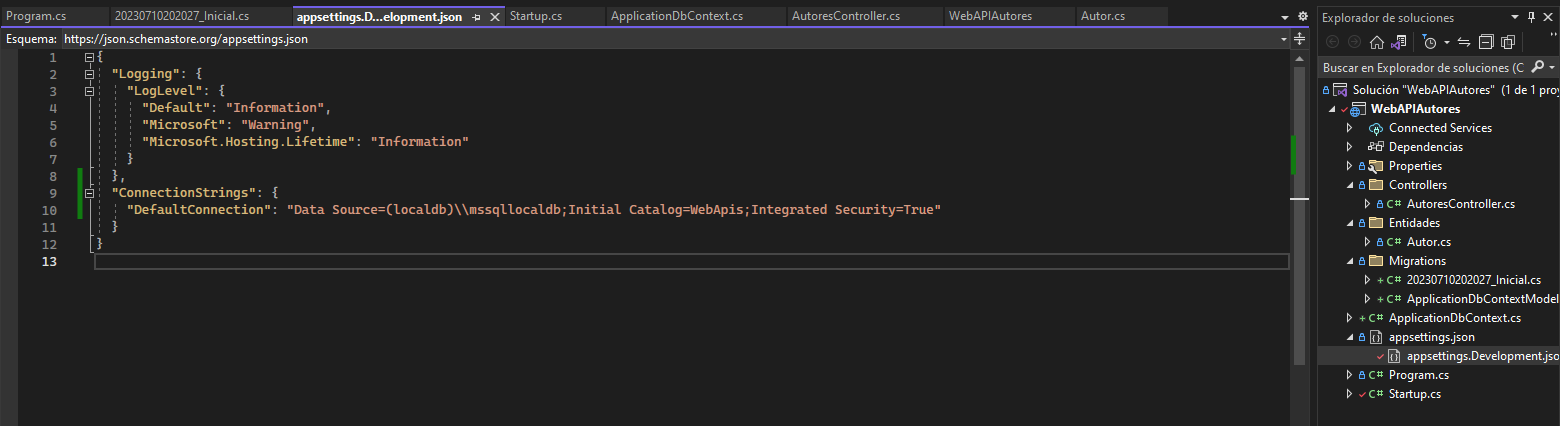 Program.cs 20230710202027_Inicial.cs appsettings.D...elopment.json Startup.cs ApplicationDbContext.cs AutoresController.cs WebAPIAutores Autor.cs
Esquema: https://json.schemastore.org/appsettings.json
1 {
2 "Logging": {
3 "LogLevel": {
4 "Default": "Information",
5 "Microsoft": "Warning",
6 "Microsoft.Hosting.Lifetime": "Information"
7 }
8 },
9 "ConnectionStrings": {
10 "DefaultConnection": "Data Source=(localdb)\\mssqllocaldb;Initial Catalog=WebApis;Integrated Security=True"
11 }
12 }
13
Explorador de soluciones
Buscar en Explorador de soluciones (C
Solución "WebAPIAutores" (1 de 1 proy
WebAPIAutores
Connected Services
Dependencias
Properties
Controllers
C# AutoresController.cs
Entidades
C# Autor.cs
Migrations
+ C# 20230710202027_Inicial.cs
+ C# ApplicationDbContextModel
+ C# ApplicationDbContext.cs
appsettings.json
appsettings.Development.jso
C# Program.cs
C# Startup.cs